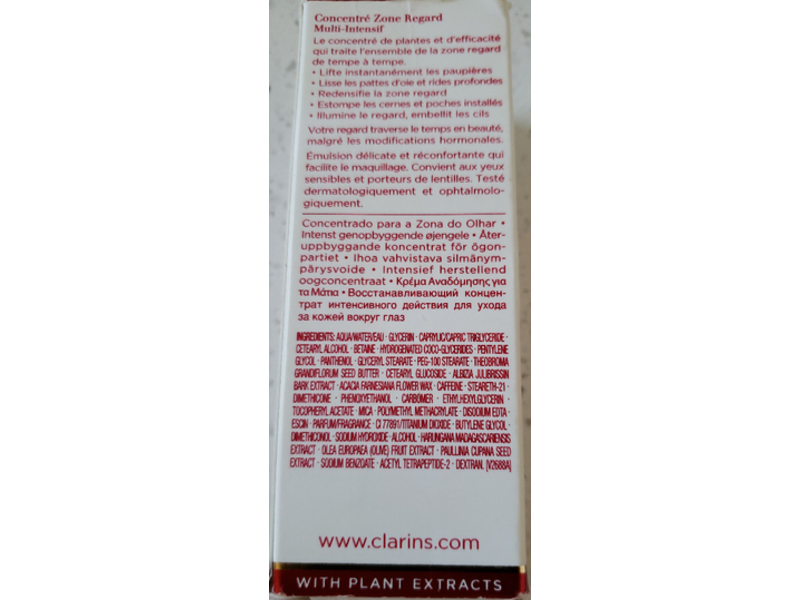 Concentré Zone Regard
Multi-Intensif
Le concentré de plantes et d'efficacité
qui traite l'ensemble de la zone regard
de tempe à tempe.
• Lifte instantanément les paupières
• Lisse les pattes d'oie et rides profondes
• Redensifie la zone regard
• Estompe les cernes et poches installés
• Illumine le regard, embellit les cils
Votre regard traverse le temps en beauté,
malgré les modifications hormonales.
Émulsion délicate et réconfortante qui
facilite le maquillage. Convient aux yeux
sensibles et porteurs de lentilles. Testé
dermatologiquement et ophtalmolo-
giquement.
Concentrado para a Zona do Olhar •
Intenst genopbyggende øjengele • Åter-
uppbyggande koncentrat för ögon-
partiet • Ihoa vahvistava silmänym-
pärysvoide • Intensief herstellend
oogconcentraat • Κρέμα Αναδόμησης για
τα Μάτια • Восстанавливающий концен-
трат интенсивного действия для ухода
за кожей вокруг глаз
INGREDIENTS: AQUA/WATER/EAU · GLYCERIN · CAPRYLIC/CAPRIC TRIGLYCERIDE ·
CETEARYL ALCOHOL · BETAINE · HYDROGENATED COCO-GLYCERIDES · PENTYLENE
GLYCOL · PANTHENOL · GLYCERYL STEARATE · PEG-100 STEARATE · THEOBROMA
GRANDIFLORUM SEED BUTTER · CETEARYL GLUCOSIDE · ALBIZIA JULIBRISSIN
BARK EXTRACT · ACACIA FARNESIANA FLOWER WAX · CAFFEINE · STEARETH-21 ·
DIMETHICONE · PHENOXYETHANOL · CARBOMER · ETHYLHEXYLGLYCERIN ·
TOCOPHERYL ACETATE · MICA · POLYMETHYL METHACRYLATE · DISODIUM EDTA ·
ESCIN · PARFUM/FRAGRANCE · CI 77891/TITANIUM DIOXIDE · BUTYLENE GLYCOL ·
DIMETHICONOL · SODIUM HYDROXIDE · ALCOHOL · HARUNGANA MADAGASCARIENSIS
EXTRACT · OLEA EUROPAEA (OLIVE) FRUIT EXTRACT · PAULLINIA CUPANA SEED
EXTRACT · SODIUM BENZOATE · ACETYL TETRAPEPTIDE-2 · DEXTRAN. [V2688A]
www.clarins.com
WITH PLANT EXTRACTS